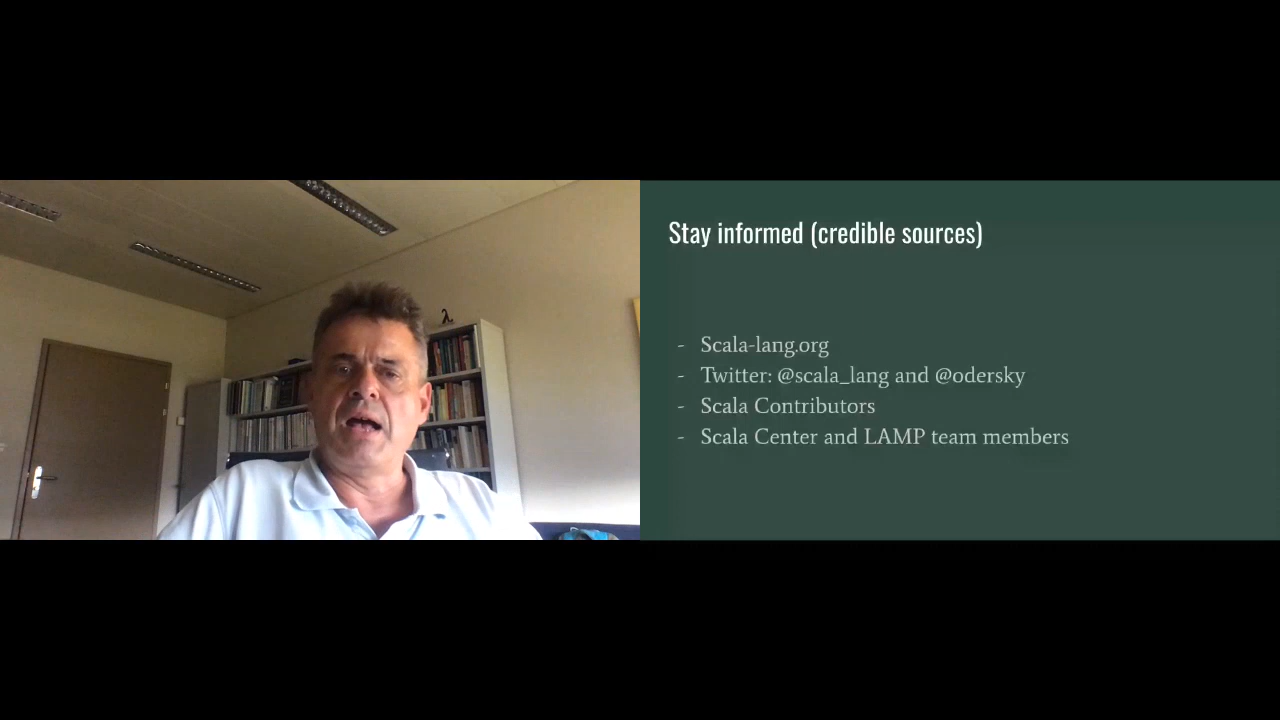 λ
Stay informed (credible sources)
- Scala-lang.org
- Twitter: @scala_lang and @odersky
- Scala Contributors
- Scala Center and LAMP team members